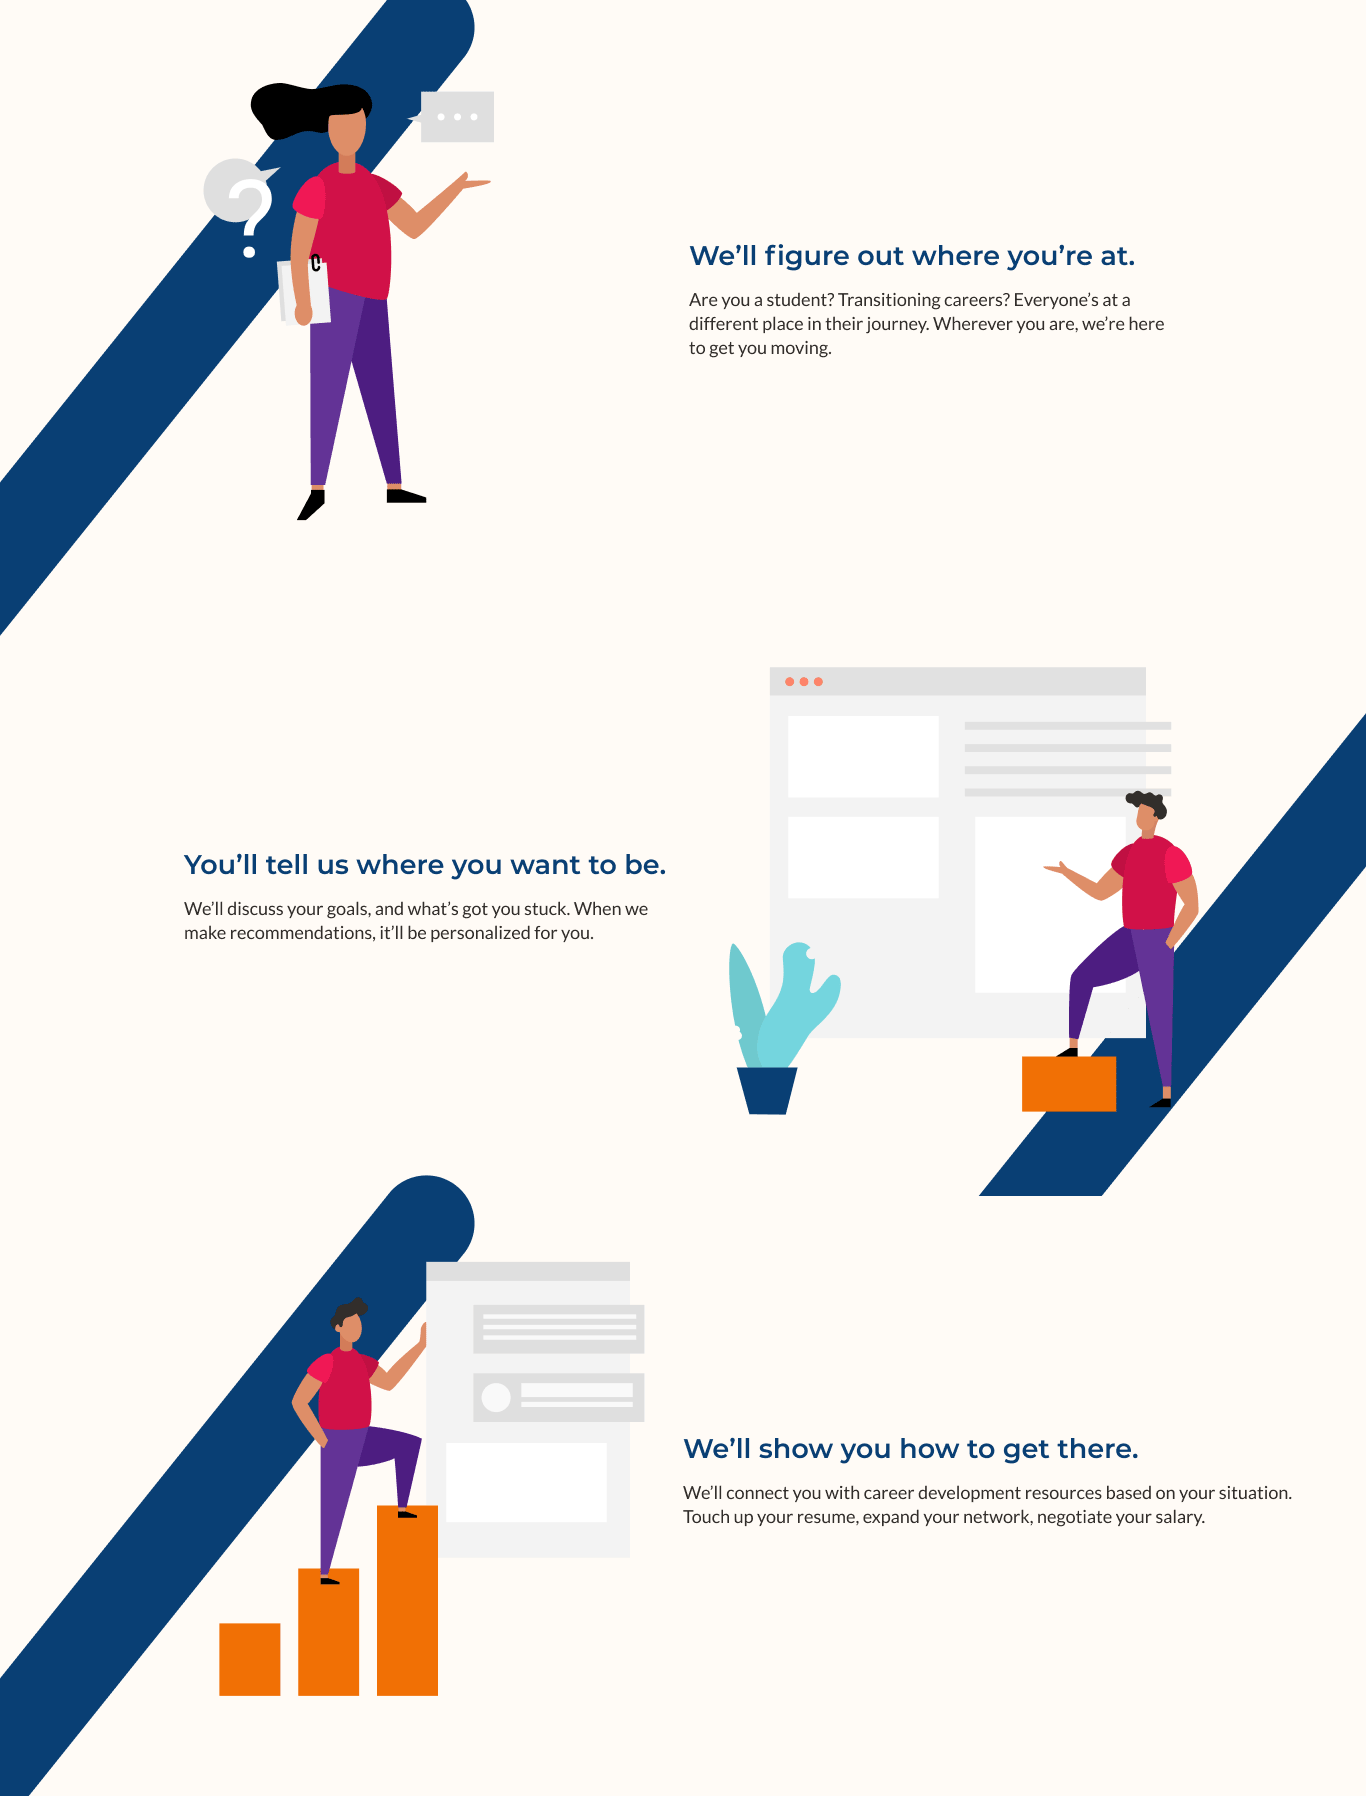 ?
We’ll figure out where you’re at.
Are you a student? Transitioning careers? Everyone’s at a
different place in their journey. Wherever you are, we’re here
to get you moving.
You’ll tell us where you want to be.
We’ll discuss your goals, and what’s got you stuck. When we
make recommendations, it’ll be personalized for you.
We’ll show you how to get there.
We’ll connect you with career development resources based on your situation.
Touch up your resume, expand your network, negotiate your salary.